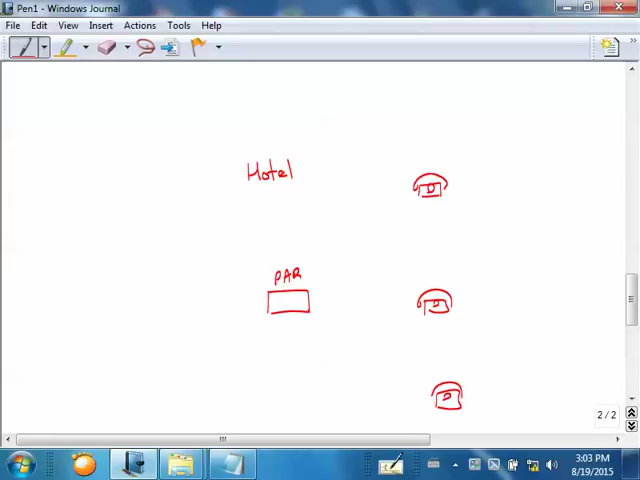 Pen1 - Windows Journal
File Edit View Insert Actions Tools Help
Hotel
PAR
2 / 2
3:03 PM
8/19/2015